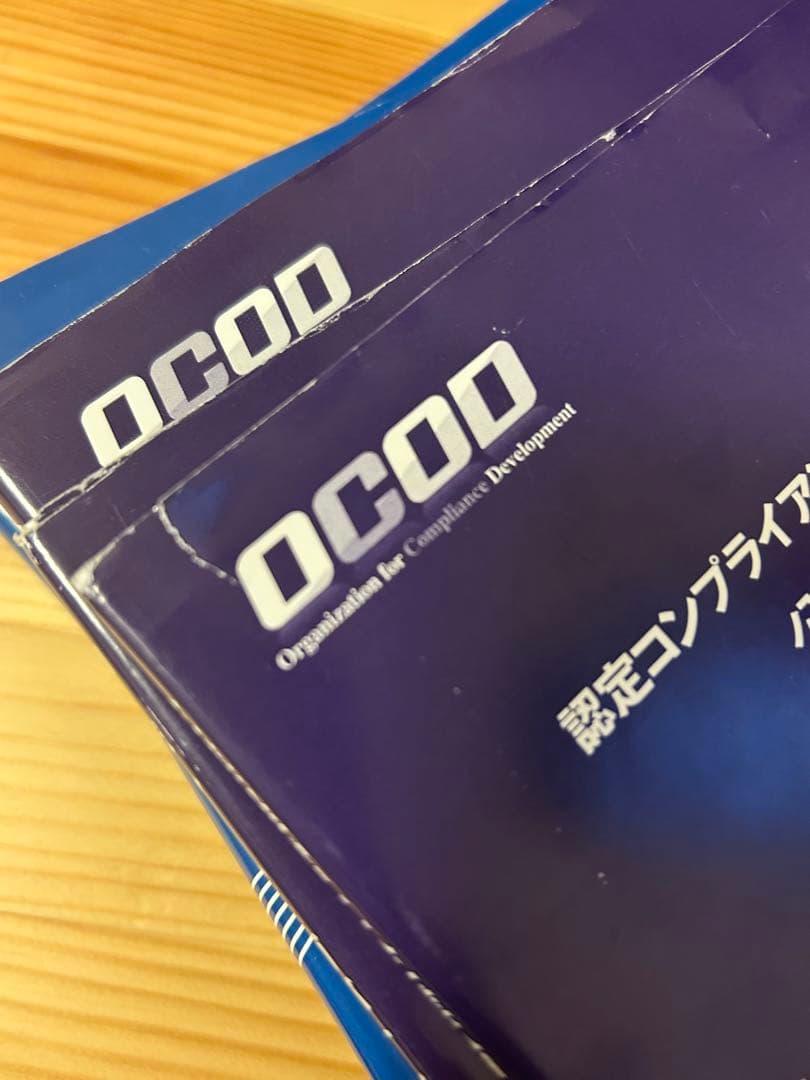 OCOD
OCOD
Organization for Compliance Development
認定コンプライア